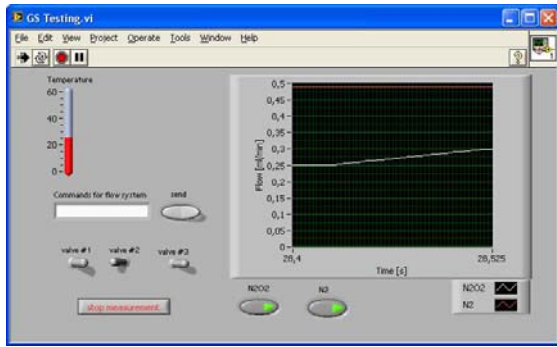 GS Testing.vi
File Edit View Project Operate Tools Window Help
Temperature
60
40
20
0
Commands for flow system send
valve #1 valve #2 valve #3
stop measurement
Flow [ml/min]
0,5
0,45
0,4
0,35
0,3
0,25
0,2
0,15
0,1
0,05
0
28,4 28,525
Time [s]
N2O2 N3
N2O2
N2